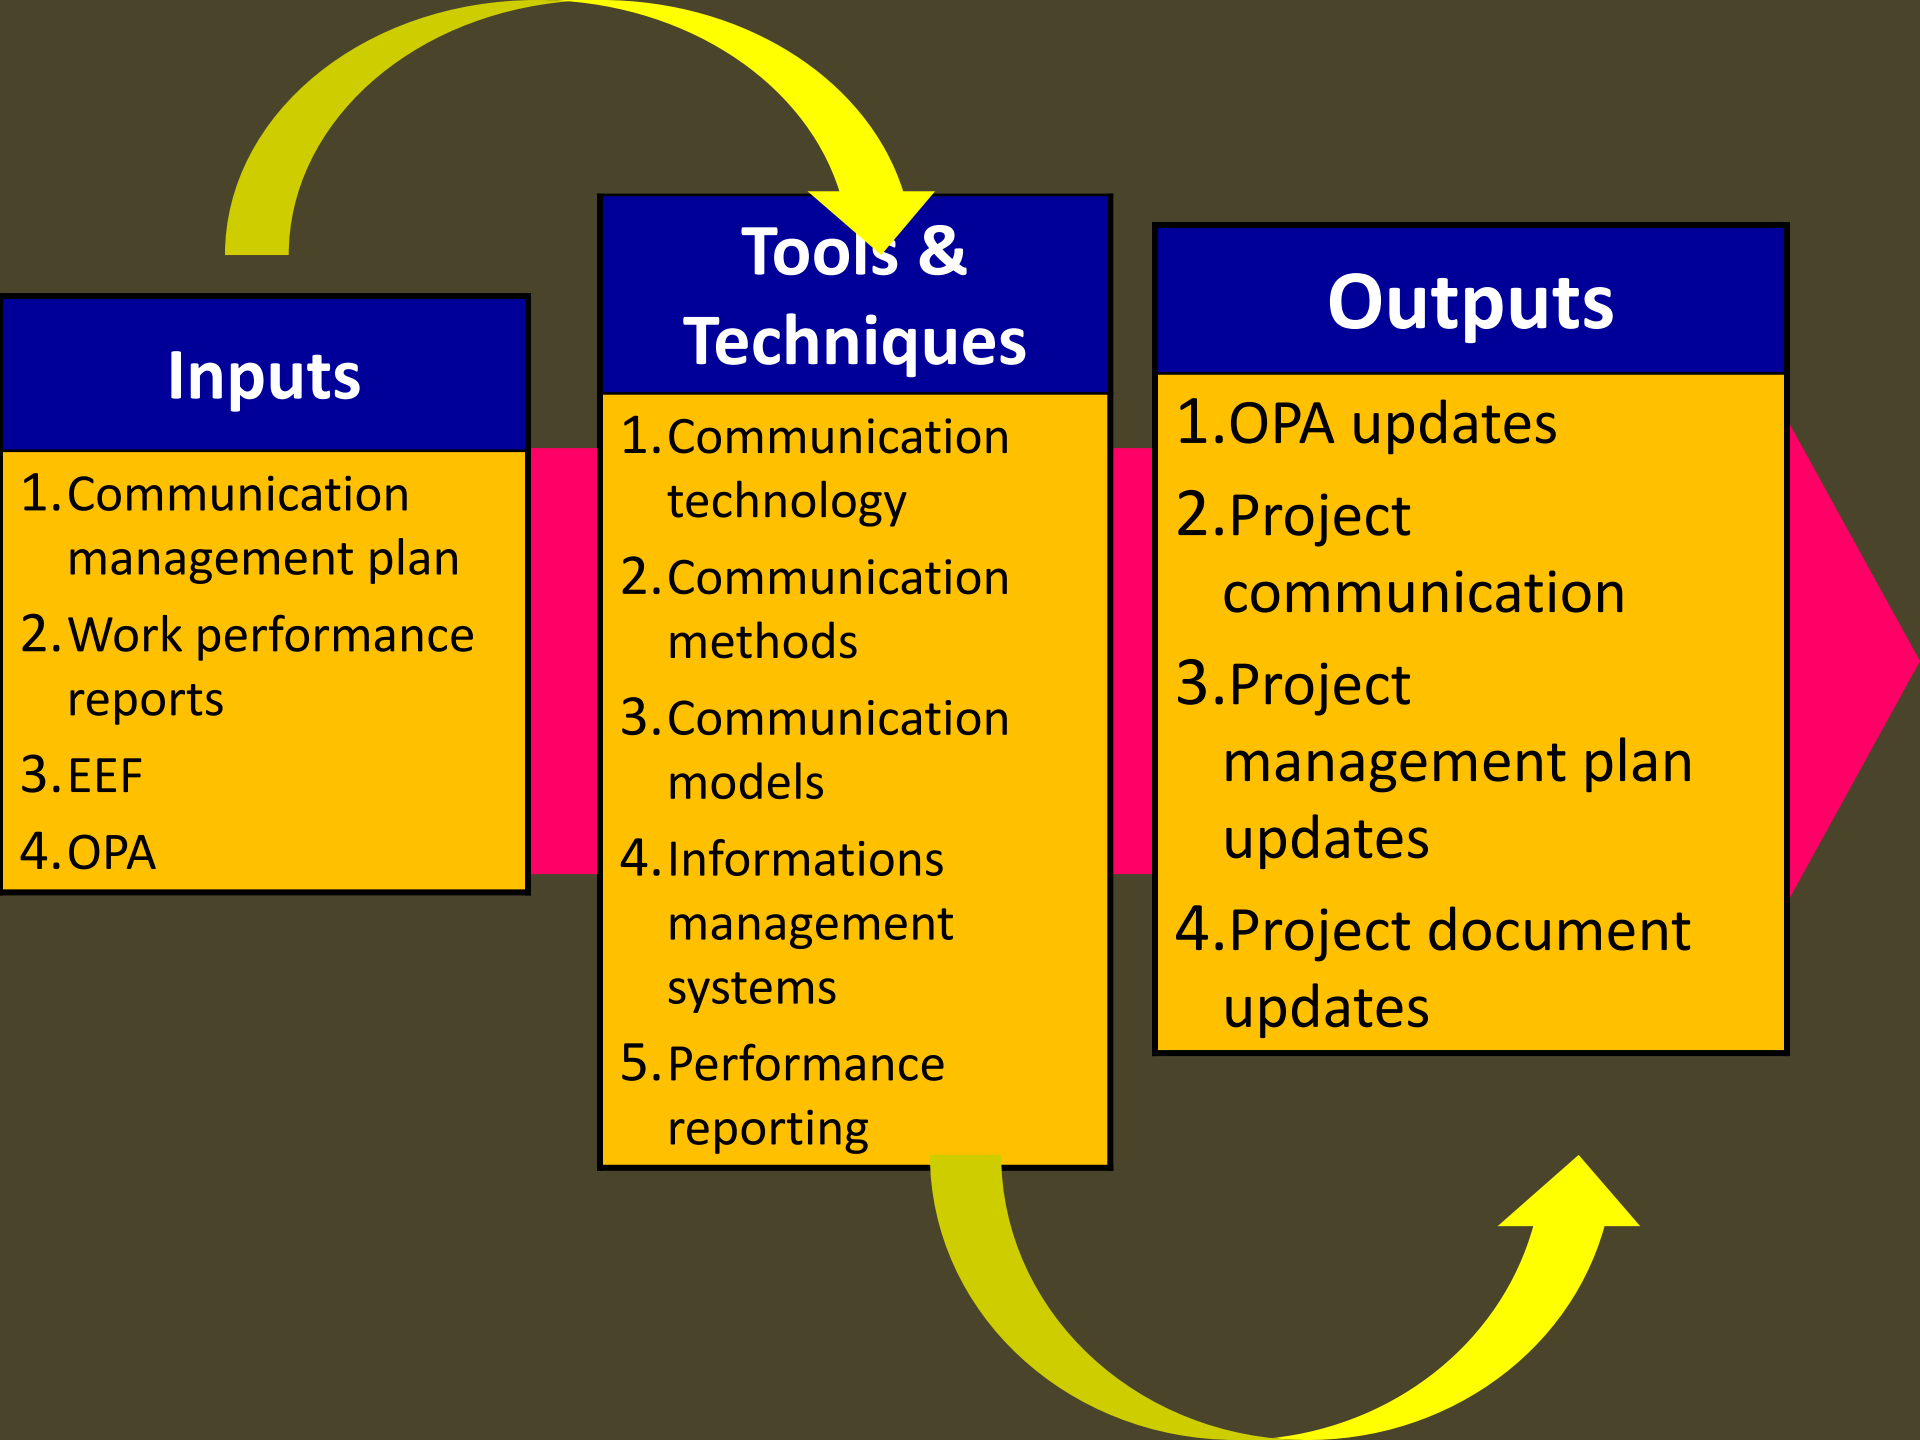 Inputs
1.Communication
management plan
2.Work performance
reports
3.EEF
4.OPA
Tools &
Techniques
1.Communication
technology
2.Communication
methods
3.Communication
models
4.Informations
management
systems
5.Performance
reporting
Outputs
1.OPA updates
2.Project
communication
3.Project
management plan
updates
4.Project document
updates